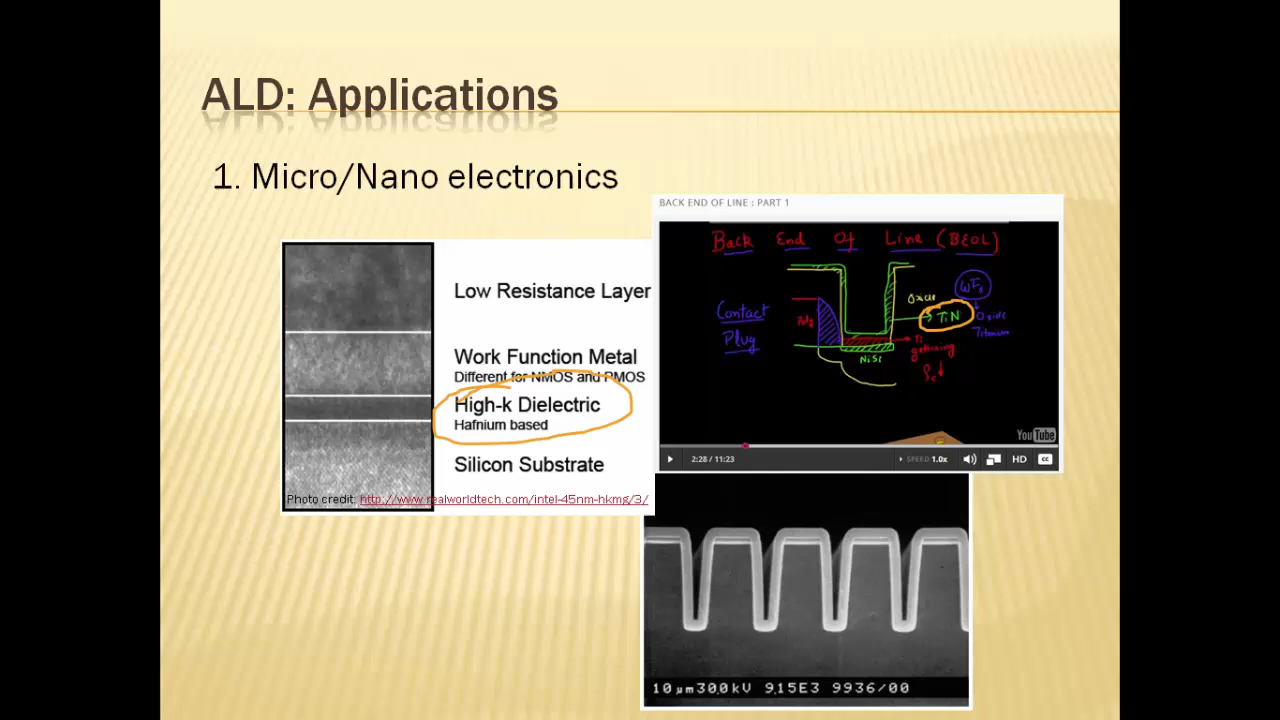 ALD: Applications
1. Micro/Nano electronics
Low Resistance Layer
Work Function Metal
Different for NMOS and PMOS
High-k Dielectric
Hafnium based
Silicon Substrate
Photo credit: http://www.realworldtech.com/intel-45nm-hkmg/3/
BACK END OF LINE : PART 1
Back End Of Line (BEOL)
Contact
Plug
Oxide
TiN
WF6
Oxide
Titanium
Ti
gettering
NiSi
ρc↓
YouTube
2:28 / 11:23
SPEED 1.0x
HD
CC
10µm30.0kV 9.15E3 9936/00